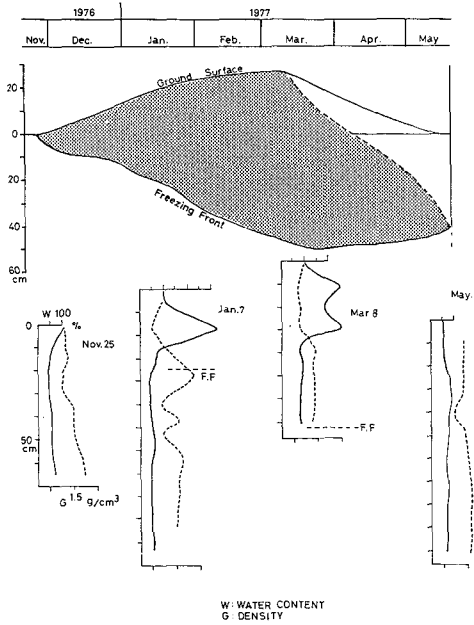 1976 1977
Nov. Dec. Jan. Feb. Mar. Apr. May
20
0
20
40
60
cm
Ground Surface
Freezing Front
W 100 %
0
50
cm
Nov. 25
G 1.5 g/cm³
Jan. 7
F.F
Mar 8
F.F
May.
W: WATER CONTENT
G: DENSITY